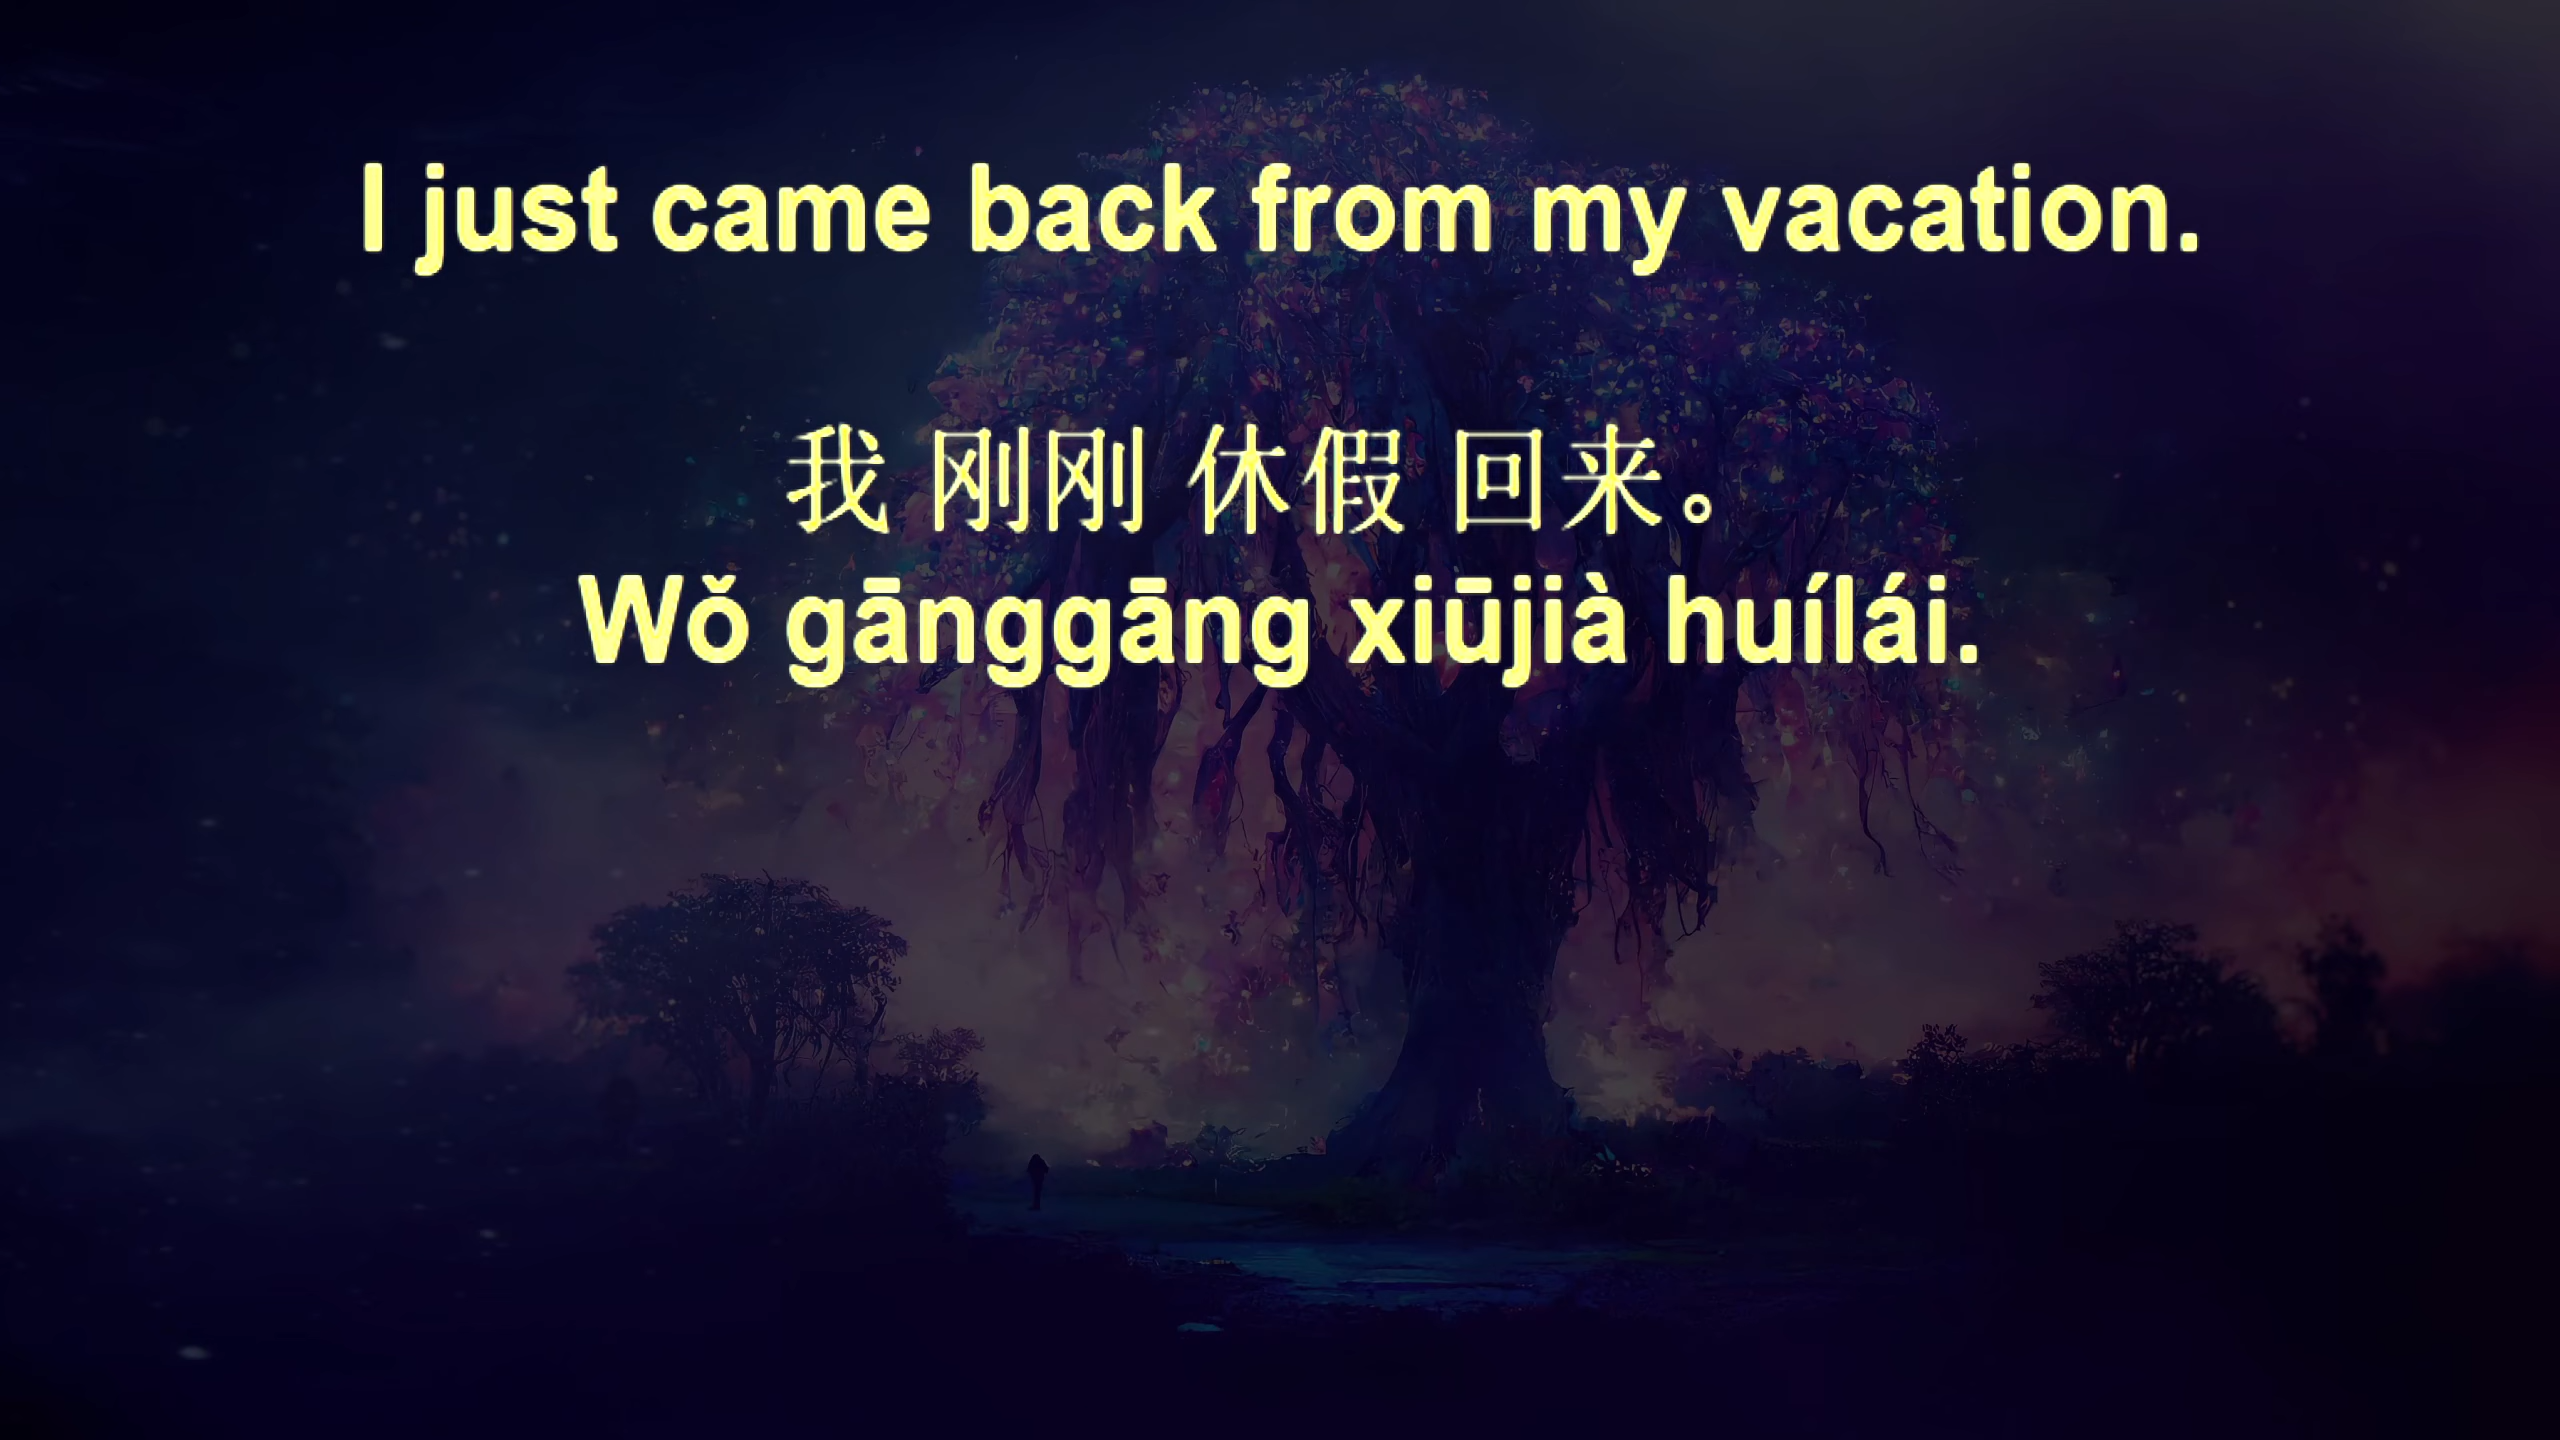 I just came back from my vacation.
我 刚刚 休假 回来。
Wǒ gānggāng xiūjià huílái.